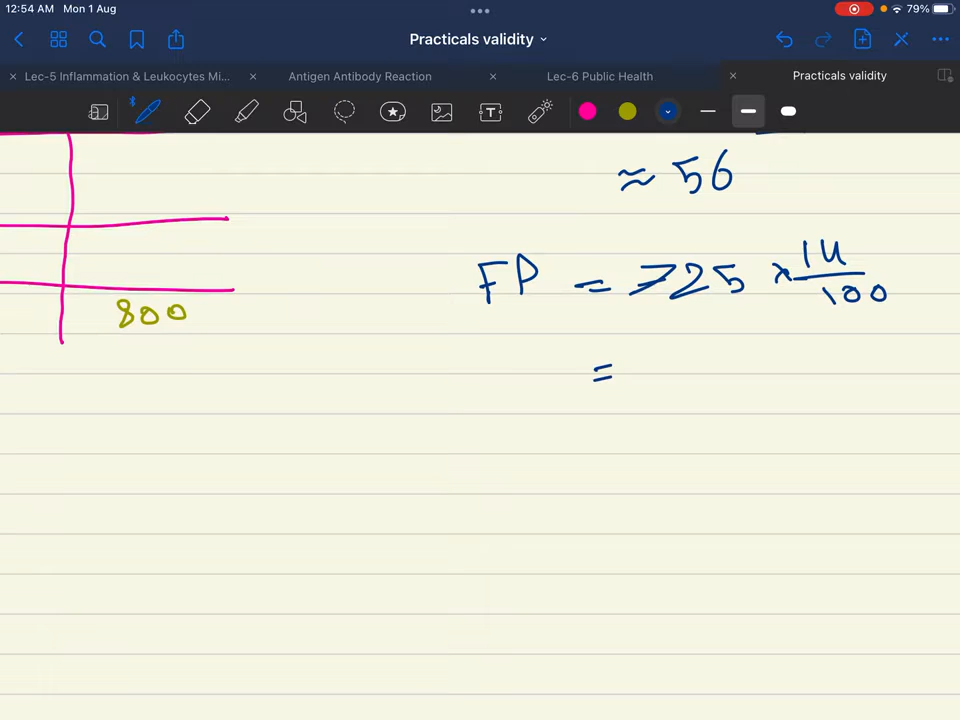 12:54 AM Mon 1 Aug 79%
Practicals validity
Lec-5 Inflammation & Leukocytes Mi... Antigen Antibody Reaction Lec-6 Public Health Practicals validity
≈ 56
FP = 725 × 14/100
=
800